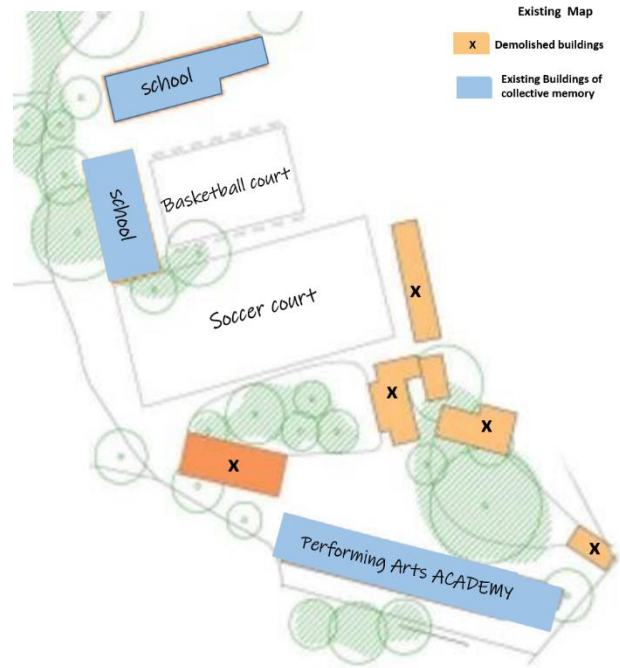 Existing Map
X Demolished buildings
Existing Buildings of
collective memory
school
school
Basketball court
Soccer court
X
X
X
X
X
Performing Arts ACADEMY